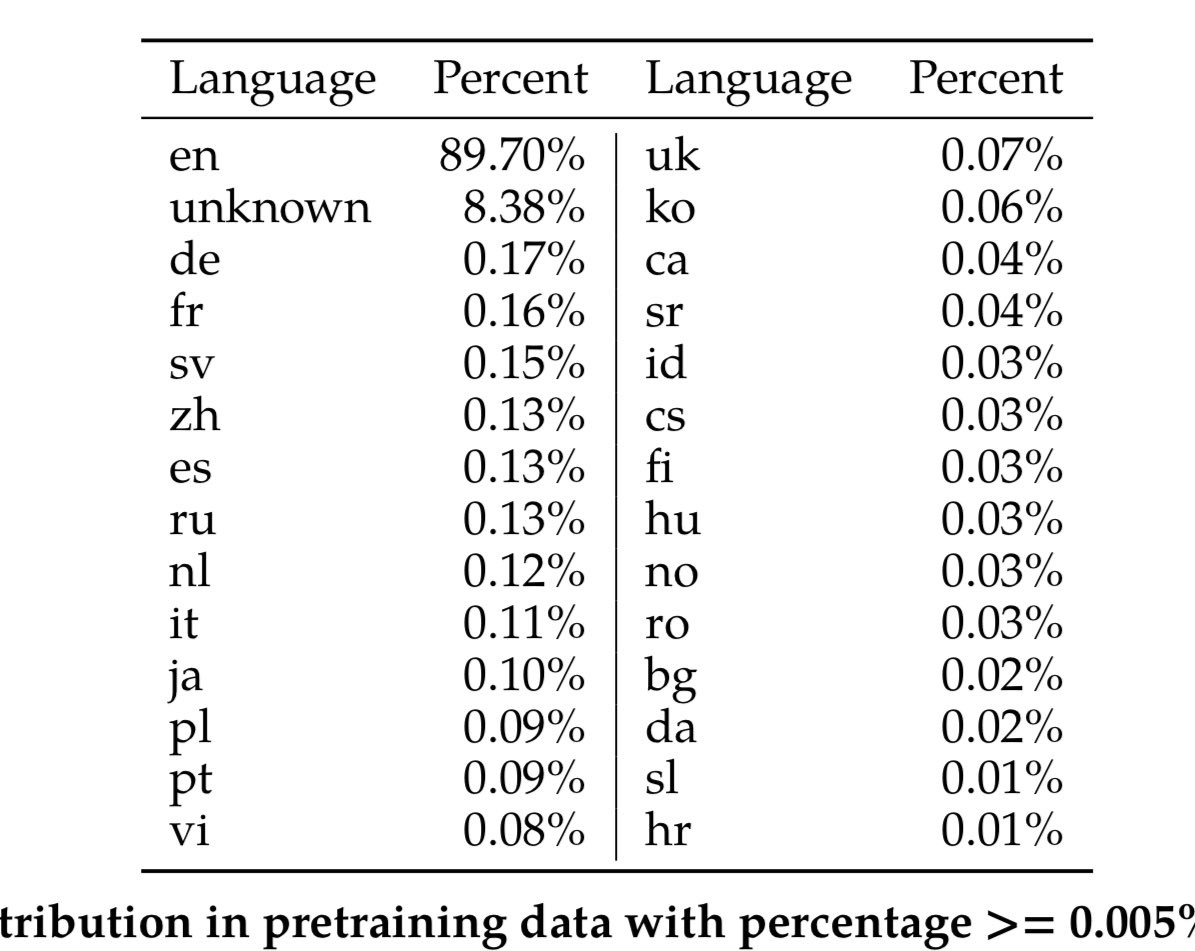 Language Percent Language Percent
en 89.70% uk 0.07%
unknown 8.38% ko 0.06%
de 0.17% ca 0.04%
fr 0.16% sr 0.04%
sv 0.15% id 0.03%
zh 0.13% cs 0.03%
es 0.13% fi 0.03%
ru 0.13% hu 0.03%
nl 0.12% no 0.03%
it 0.11% ro 0.03%
ja 0.10% bg 0.02%
pl 0.09% da 0.02%
pt 0.09% sl 0.01%
vi 0.08% hr 0.01%
tribution in pretraining data with percentage >= 0.005%